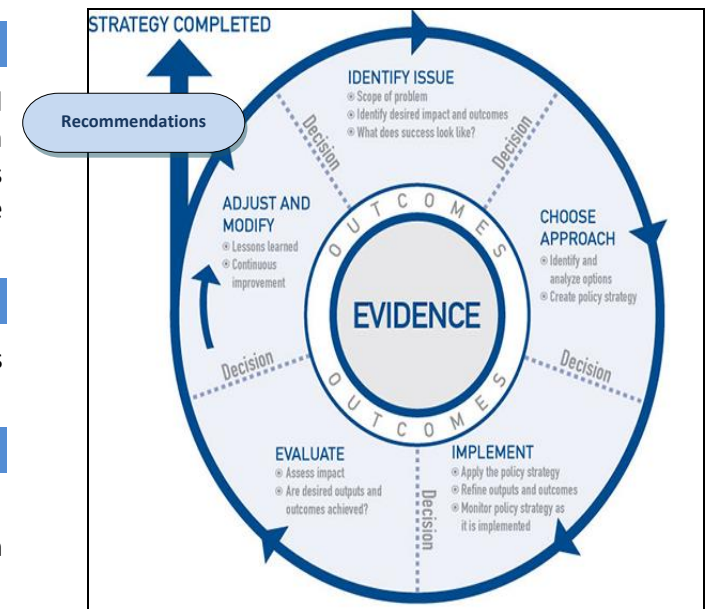 STRATEGY COMPLETED
Recommendations
IDENTIFY ISSUE
Scope of problem
Identify desired impact and outcomes
What does success look like?
Decision
Decision
ADJUST AND
MODIFY
Lessons learned
Continuous
improvement
CHOOSE
APPROACH
Identify and
analyze options
Create policy strategy
OUTCOMES
EVIDENCE
OUTCOMES
Decision
Decision
EVALUATE
Assess impact
Are desired outputs and
outcomes achieved?
Decision
IMPLEMENT
Apply the policy strategy
Refine outputs and outcomes
Monitor policy strategy as
it is implemented